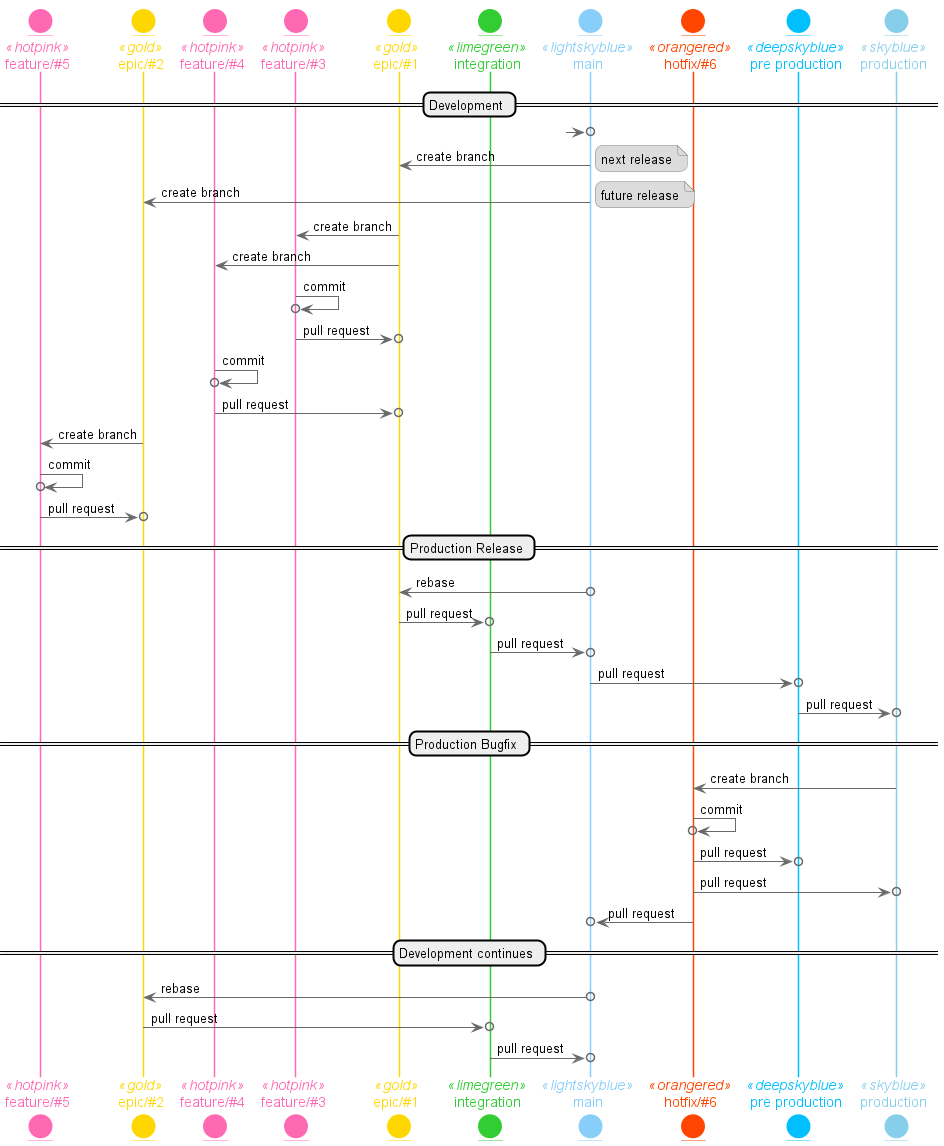 «hotpink» «gold» «hotpink» «hotpink» «gold» «limegreen» «lightskyblue» «orangered» «deepskyblue» «skyblue»
feature/#5 epic/#2 feature/#4 feature/#3 epic/#1 integration main hotfix/#6 pre production production
Development
create branch next release
create branch future release
create branch
create branch
commit
pull request
commit
pull request
create branch
commit
pull request
Production Release
rebase
pull request
pull request
pull request
pull request
Production Bugfix
create branch
commit
pull request
pull request
pull request
Development continues
rebase
pull request
pull request
«hotpink» «gold» «hotpink» «hotpink» «gold» «limegreen» «lightskyblue» «orangered» «deepskyblue» «skyblue»
feature/#5 epic/#2 feature/#4 feature/#3 epic/#1 integration main hotfix/#6 pre production production